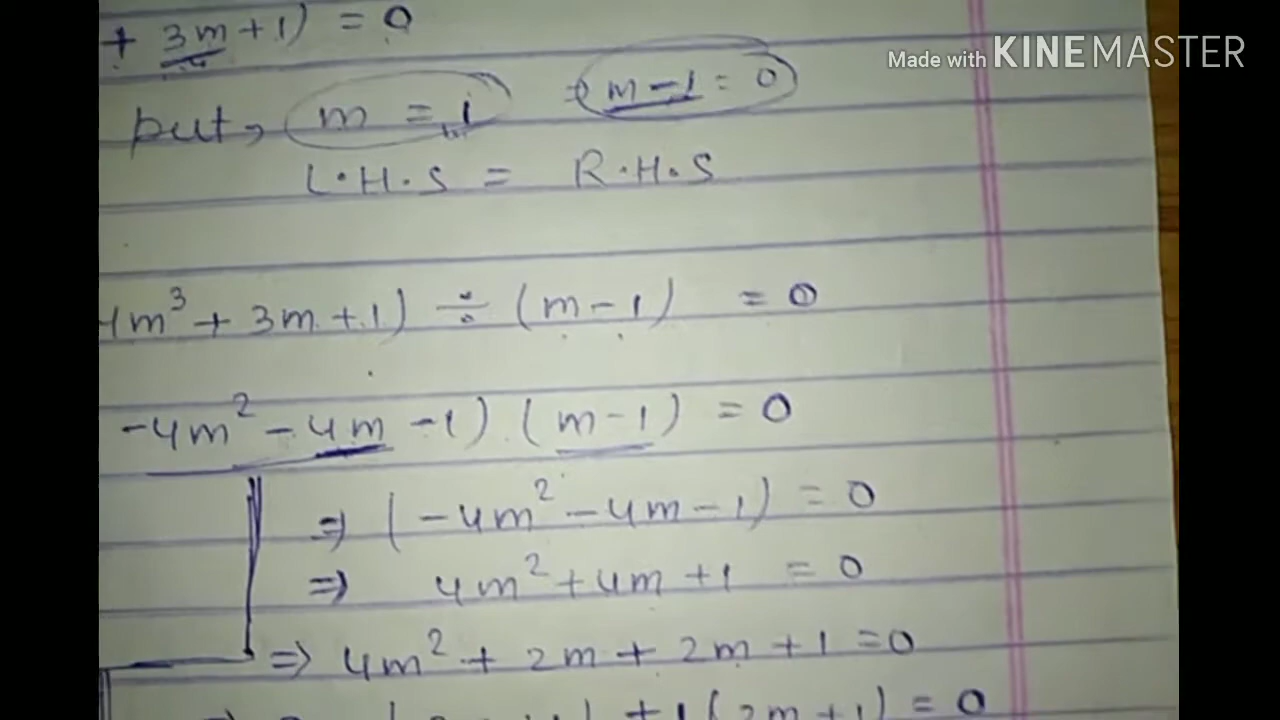 + 3m + 1) = 0
Made with KINEMASTER
put, m = 1 ⇒ m - 1 = 0
L.H.S = R.H.S
4m³ + 3m + 1) ÷ (m - 1) = 0
-4m² - 4m - 1) (m - 1) = 0
⇒ (-4m² - 4m - 1) = 0
⇒ 4m² + 4m + 1 = 0
⇒ 4m² + 2m + 2m + 1 = 0
+ 1 (2m + 1) = 0